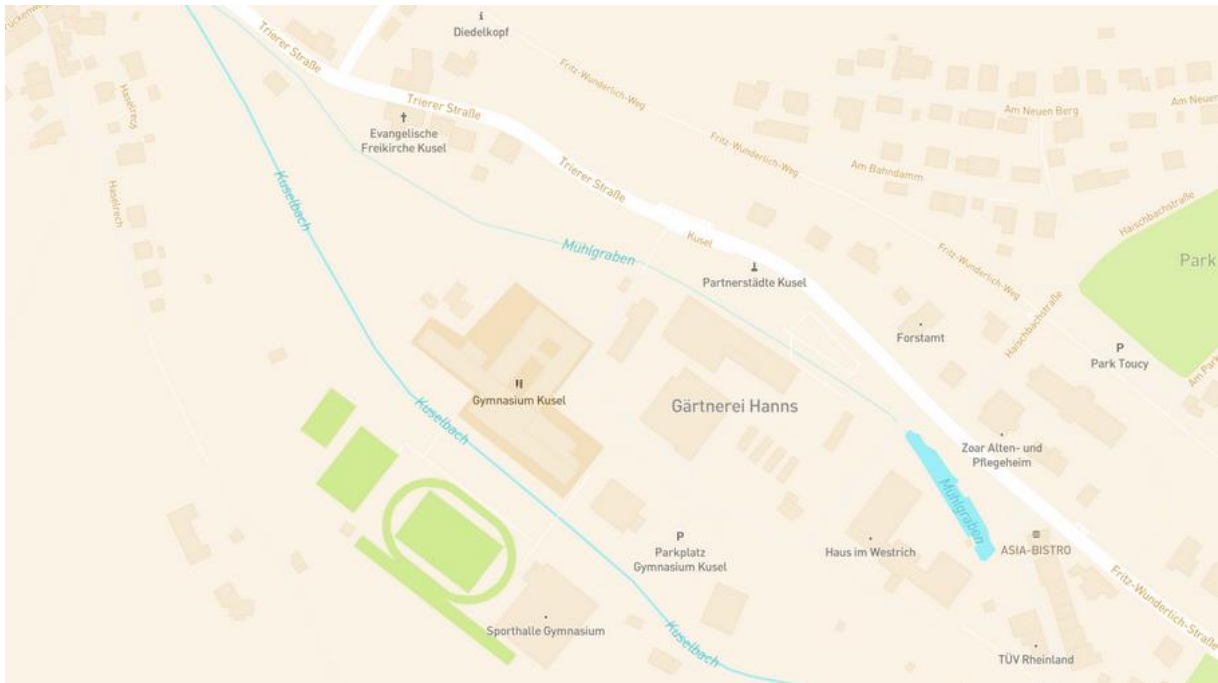 Diedelkopf
Trierer Straße
Haselrech
Fritz-Wunderlich-Weg
Trierer Straße
Am Neuen Berg
Am Neuen
Evangelische
Freikirche Kusel
Fritz-Wunderlich-Weg
Trierer Straße
Am Bahndamm
Haselrech
Kuselbach
Haischbachstraße
Mühlgraben
Kusel
Fritz-Wunderlich-Weg
Park
Partnerstädte Kusel
Haischbachstraße
Forstamt
P
Park Toucy
Am Park
Gymnasium Kusel
Kuselbach
Gärtnerei Hanns
Zoar Alten- und
Pflegeheim
Mühlgraben
P
Parkplatz
Gymnasium Kusel
Haus im Westrich
ASIA-BISTRO
Fritz-Wunderlich-Straße
Sporthalle Gymnasium
Kuselbach
TÜV Rheinland